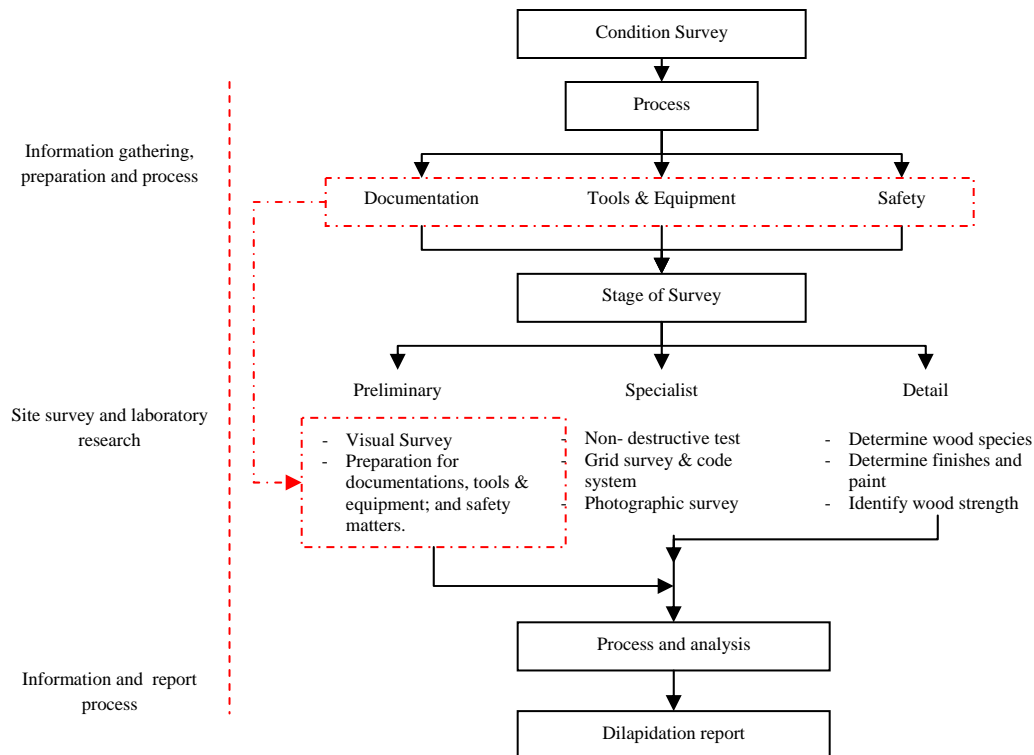 Condition Survey
Process
Information gathering,
preparation and process
Documentation
Tools & Equipment
Safety
Stage of Survey
Preliminary
Specialist
Detail
Site survey and laboratory
research
- Visual Survey
- Preparation for
documentations, tools &
equipment; and safety
matters.
- Non- destructive test
- Grid survey & code
system
- Photographic survey
- Determine wood species
- Determine finishes and
paint
- Identify wood strength
Process and analysis
Information and report
process
Dilapidation report